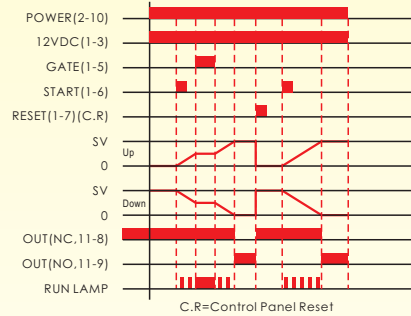 POWER(2-10)
12VDC(1-3)
GATE(1-5)
START(1-6)
RESET(1-7)(C.R)
SV
Up
0
SV
Down
0
OUT(NC,11-8)
OUT(NO,11-9)
RUN LAMP
C.R=Control Panel Reset